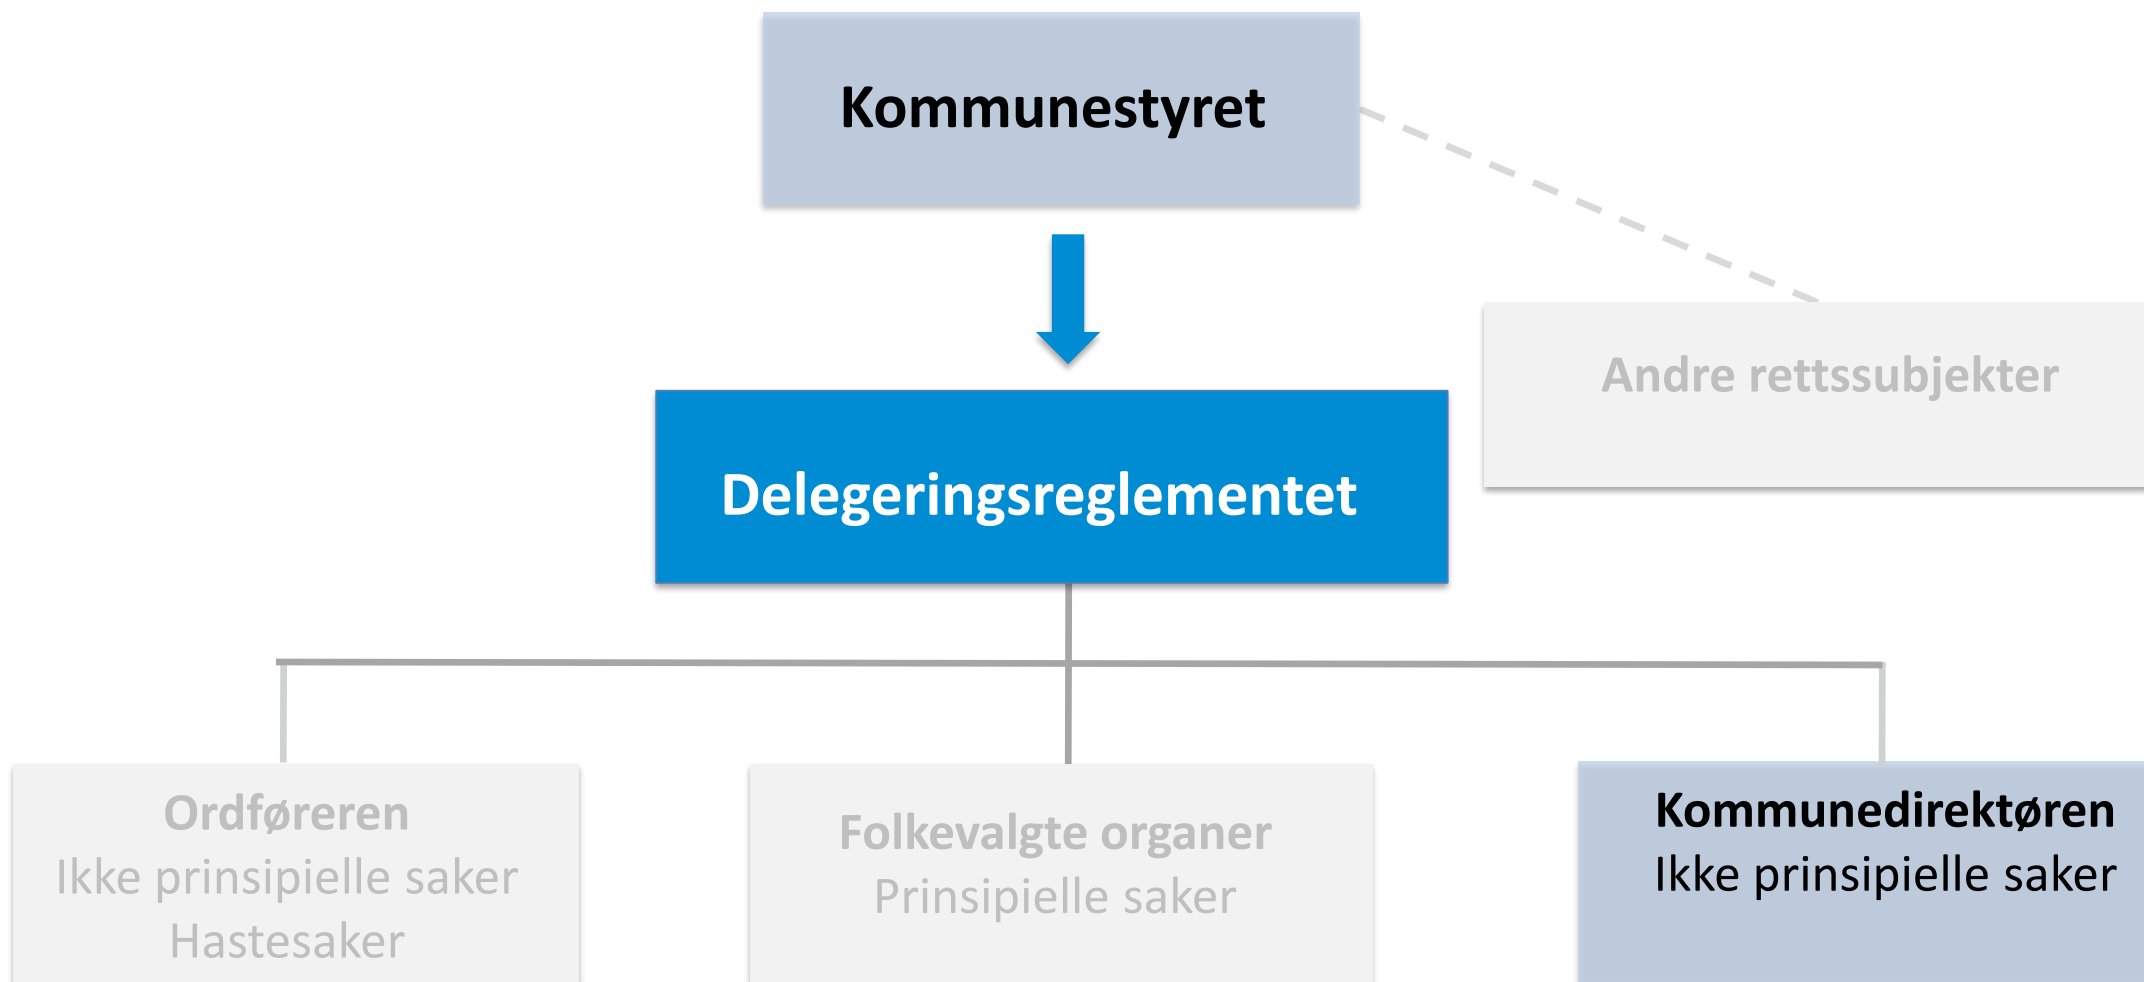 Kommunestyret
Andre rettssubjekter
Delegeringsreglementet
Ordføreren
Ikke prinsipielle saker
Hastesaker
Folkevalgte organer
Prinsipielle saker
Kommunedirektøren
Ikke prinsipielle saker